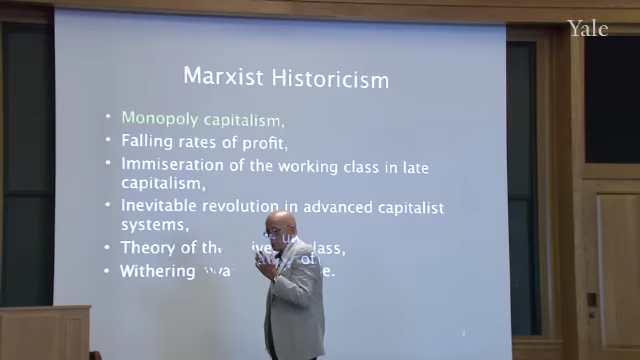 Yale
Marxist Historicism
• Monopoly capitalism,
• Falling rates of profit,
• Immiseration of the working class in late
capitalism,
• Inevitable revolution in advanced capitalist
systems,
• Theory of the class,
• Withering